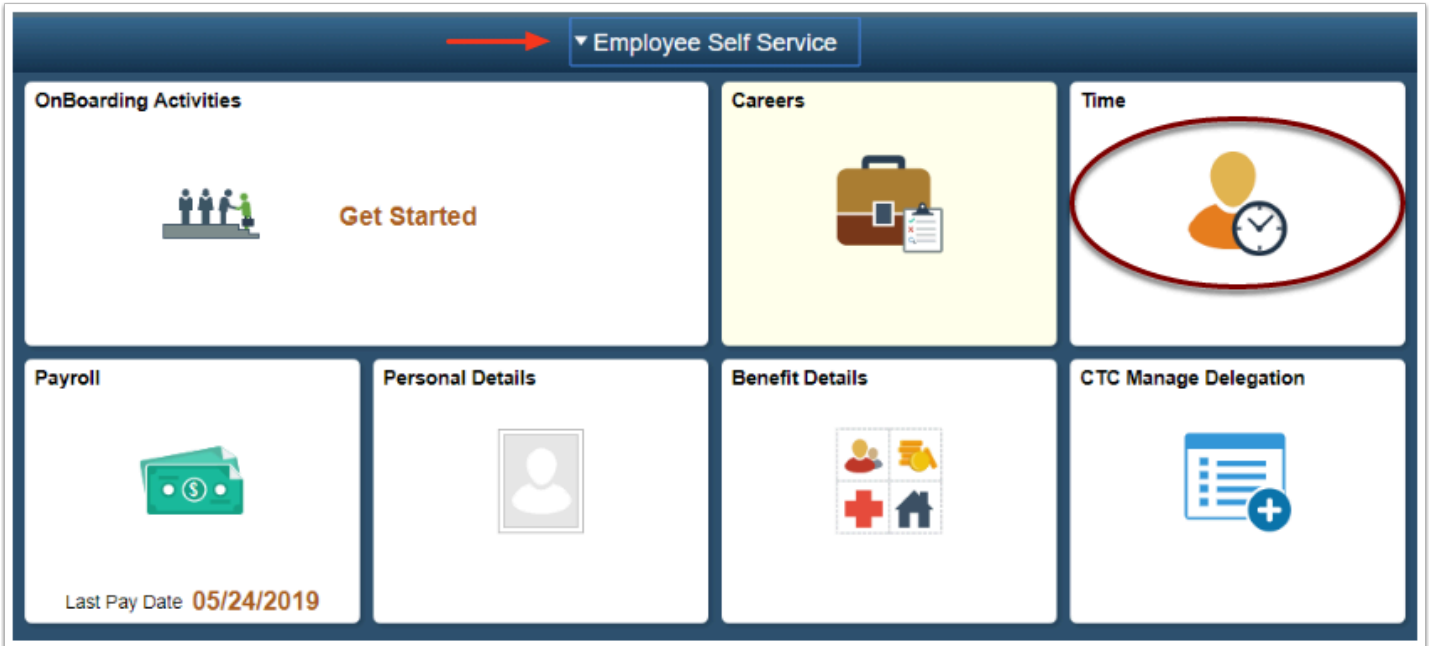 Employee Self Service
OnBoarding Activities
Careers
Time
Get Started
Payroll
Personal Details
Benefit Details
CTC Manage Delegation
Last Pay Date 05/24/2019